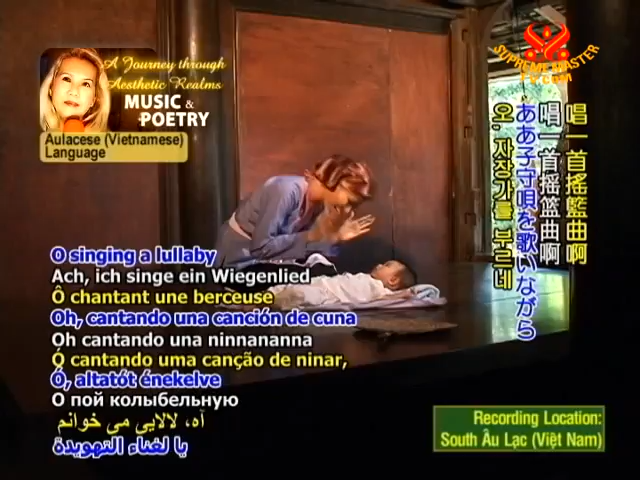 A Journey through
Aesthetic Realms
MUSIC &
POETRY
Aulacese (Vietnamese)
Language
SUPREME MASTER
TV.COM
唱一首搖籃曲啊
唱一首摇篮曲啊
ああ子守唄を歌いながら
오, 자장가를 부르네
O singing a lullaby
Ach, ich singe ein Wiegenlied
Ô chantant une berceuse
Oh, cantando una canción de cuna
Oh cantando una ninnananna
Ó cantando uma canção de ninar,
Ó, altatót énekelve
О пой колыбельную
آه، لالایی می خوانم
يا لغناء التهويدة
Recording Location:
South Âu Lạc (Việt Nam)